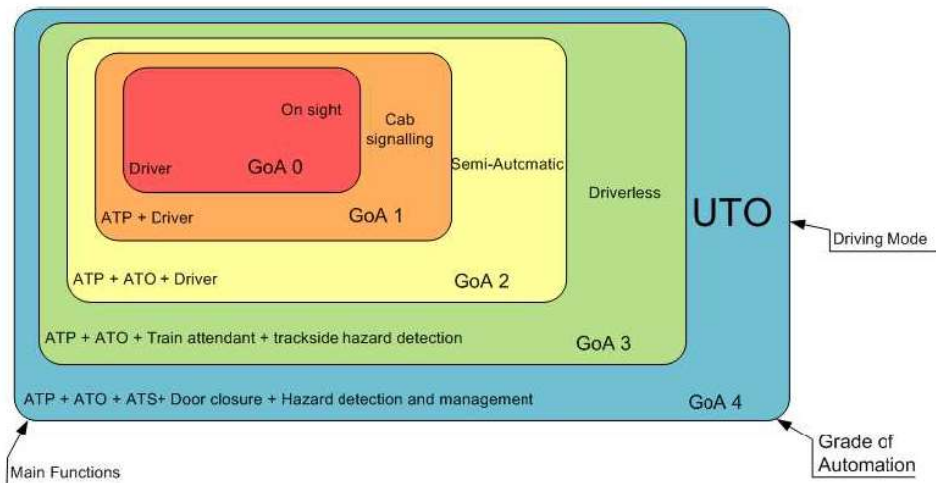 On sight
Driver
GoA 0
Cab
signalling
ATP + Driver
GoA 1
Semi-Autcmatic
ATP + ATO + Driver
GoA 2
Driverless
ATP + ATO + Train attendant + trackside hazard detection
GoA 3
UTO
ATP + ATO + ATS+ Door closure + Hazard detection and management
GoA 4
Driving Mode
Grade of
Automation
Main Functions